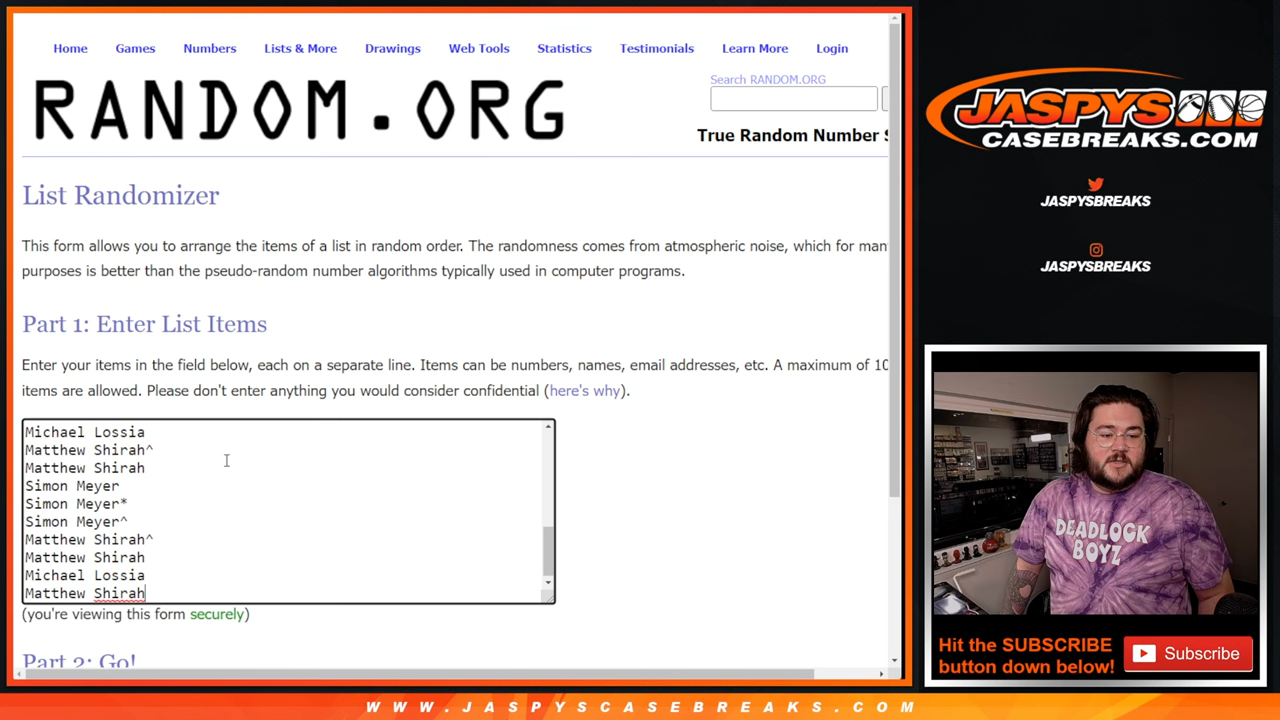 Home Games Numbers Lists & More Drawings Web Tools Statistics Testimonials Learn More Login
Search RANDOM.ORG
RANDOM.ORG
True Random Number S
List Randomizer
This form allows you to arrange the items of a list in random order. The randomness comes from atmospheric noise, which for man
purposes is better than the pseudo-random number algorithms typically used in computer programs.
Part 1: Enter List Items
Enter your items in the field below, each on a separate line. Items can be numbers, names, email addresses, etc. A maximum of 10
items are allowed. Please don't enter anything you would consider confidential (here's why).
Michael Lossia
Matthew Shirah^
Matthew Shirah
Simon Meyer
Simon Meyer*
Simon Meyer^
Matthew Shirah^
Matthew Shirah
Michael Lossia
Matthew Shirah
(you're viewing this form securely)
Part 2: Go!
JASPYS
CASEBREAKS.COM
JASPYSBREAKS
JASPYSBREAKS
DEADLOCK
BOYZ
Hit the SUBSCRIBE
button down below!
Subscribe
WWW.JASPYSCASEBREAKS.COM